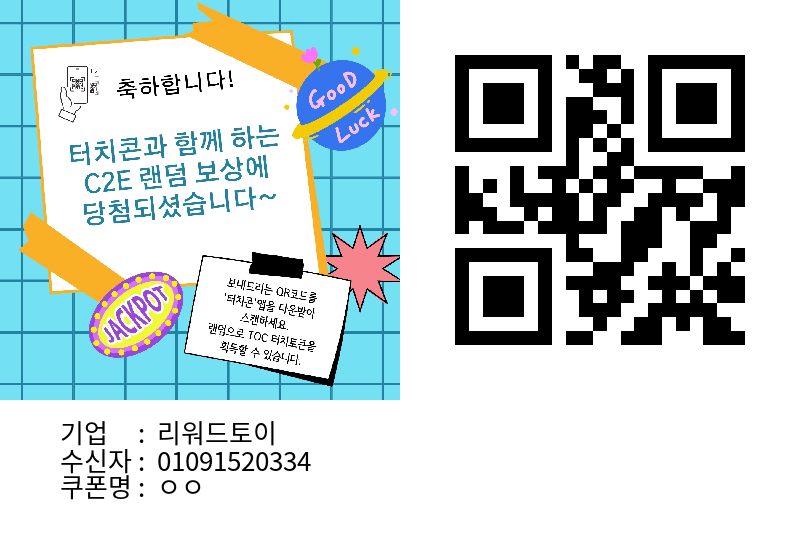 축하합니다!
GooD
Luck
터치콘과 함께 하는
C2E 랜덤 보상에
당첨되셨습니다~
JACKPOT
보내드리는 QR코드를
'터치콘'앱을 다운받아
스캔하세요.
랜덤으로 TOC 터치토큰을
획득할 수 있습니다.
기업 : 리워드토이
수신자 : 01091520334
쿠폰명 : ㅇㅇ